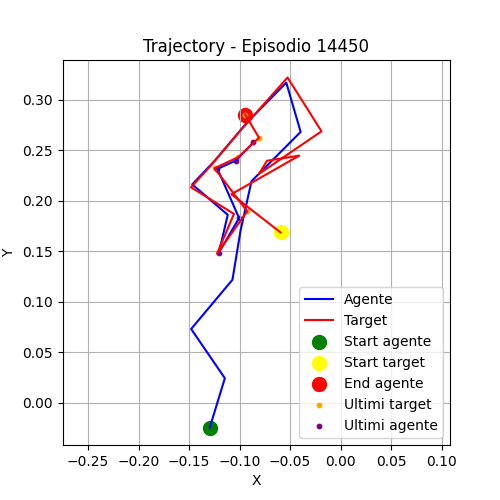 Trajectory - Episodio 14450
Y
0.30
0.25
0.20
0.15
0.10
0.05
0.00
Agente
Target
Start agente
Start target
End agente
Ultimi target
Ultimi agente
−0.25 −0.20 −0.15 −0.10 −0.05 0.00 0.05 0.10
X